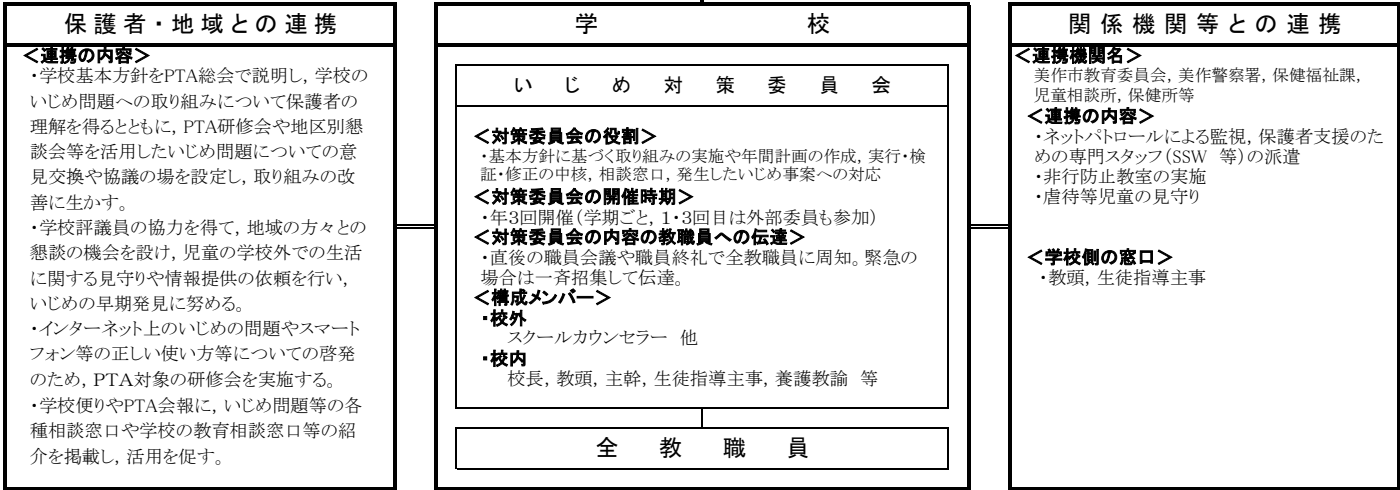 保護者・地域との連携
＜連携の内容＞
・学校基本方針をPTA総会で説明し，学校の
いじめ問題への取り組みについて保護者の
理解を得るとともに，PTA研修会や地区別懇
談会等を活用したいじめ問題についての意
見交換や協議の場を設定し，取り組みの改
善に生かす。
・学校評議員の協力を得て，地域の方々との
懇談の機会を設け，児童の学校外での生活
に関する見守りや情報提供の依頼を行い，
いじめの早期発見に努める。
・インターネット上のいじめの問題やスマート
フォン等の正しい使い方等についての啓発
のため，PTA対象の研修会を実施する。
・学校便りやPTA会報に，いじめ問題等の各
種相談窓口や学校の教育相談窓口等の紹
介を掲載し，活用を促す。
学　校
いじめ対策委員会
＜対策委員会の役割＞
・基本方針に基づく取り組みの実施や年間計画の作成，実行・検
証・修正の中核，相談窓口，発生したいじめ事案への対応
＜対策委員会の開催時期＞
・年3回開催（学期ごと，1・3回目は外部委員も参加）
＜対策委員会の内容の教職員への伝達＞
・直後の職員会議や職員終礼で全教職員に周知。緊急の
場合は一斉招集して伝達。
＜構成メンバー＞
・校外
スクールカウンセラー　他
・校内
校長，教頭，主幹，生徒指導主事，養護教諭　等
全教職員
関係機関等との連携
＜連携機関名＞
美作市教育委員会，美作警察署，保健福祉課，
児童相談所，保健所等
＜連携の内容＞
・ネットパトロールによる監視，保護者支援のた
めの専門スタッフ（SSW　等）の派遣
・非行防止教室の実施
・虐待等児童の見守り
＜学校側の窓口＞
・教頭，生徒指導主事